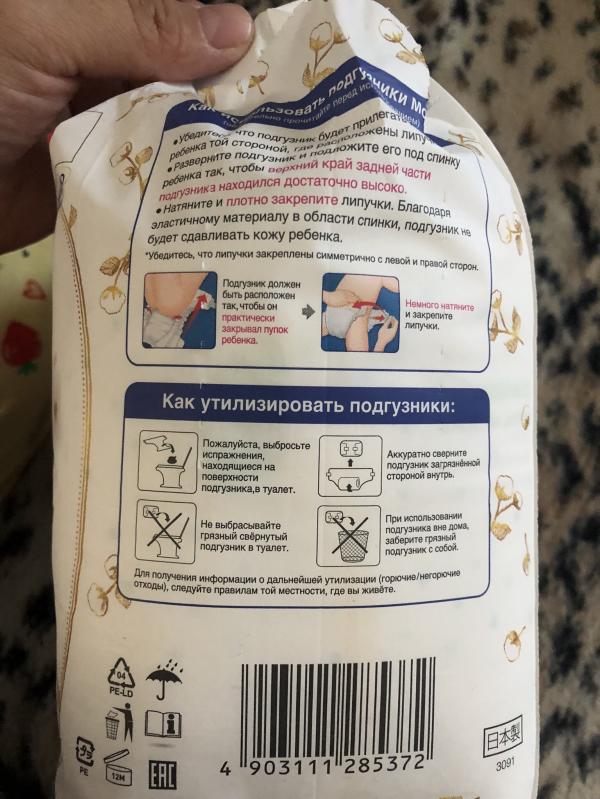 Как использовать подгузники
перед
•Убедитесь, что подгузник будет прилегать к
ребенка той стороной, где расположены липучки
•Разверните подгузник и подложите его под спинку
ребенка так, чтобы верхний край задней части
подгузника находился достаточно высоко.
•Натяните и плотно закрепите липучки. Благодаря
эластичному материалу в области спинки, подгузник не
будет сдавливать кожу ребенка.
*Убедитесь, что липучки закреплены симметрично с левой и правой сторон.
Подгузник должен
быть расположен
так, чтобы он
практически
закрывал пупок
ребенка.
Немного натяните
и закрепите
липучки.
Как утилизировать подгузники:
Пожалуйста, выбросьте
испражнения,
находящиеся на
поверхности
подгузника,в туалет.
Аккуратно сверните
подгузник загрязнённой
стороной внутрь.
Не выбрасывайте
грязный свёрнутый
подгузник в туалет.
При использовании
подгузника вне дома,
заберите грязный
подгузник с собой.
Для получения информации о дальнейшей утилизации (горючие/негорючие
отходы), следуйте правилам той местности, где вы живёте.
04
PE-LD
PE
12M
EAC
4 903111 285372
日本製
3091